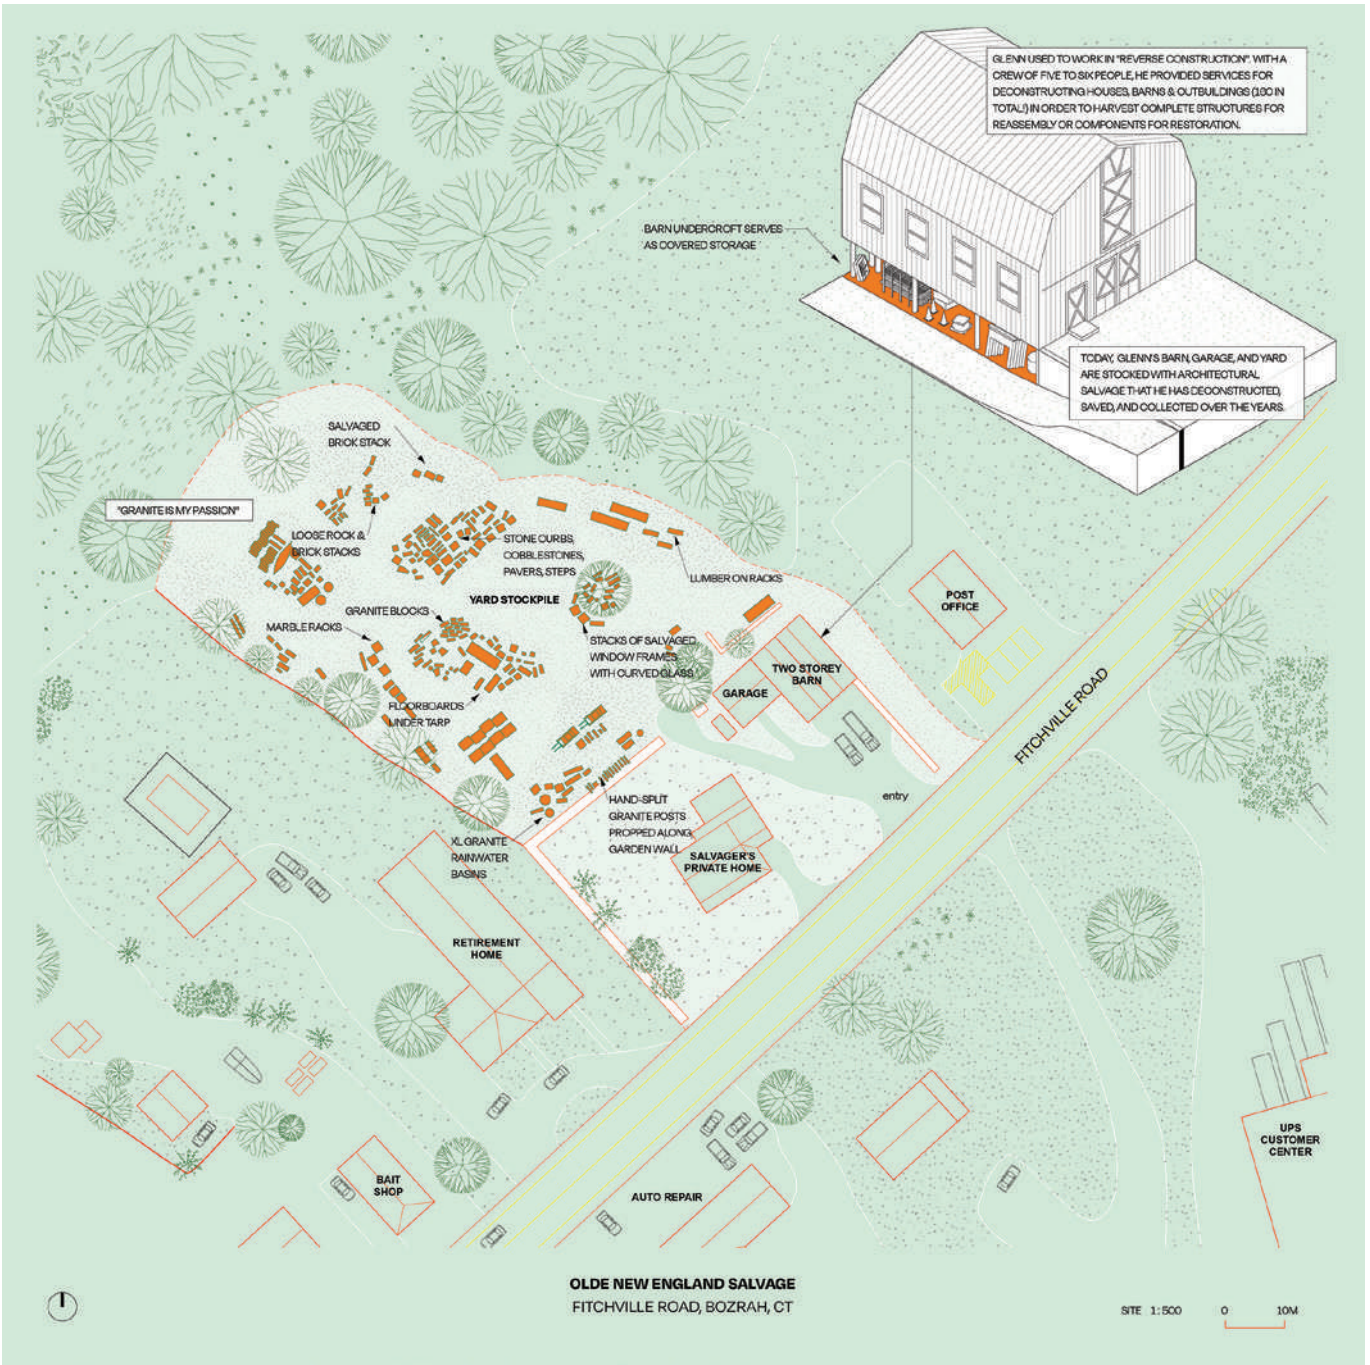 GLENN USED TO WORK IN "REVERSE CONSTRUCTION". WITH A
CREW OF FIVE TO SIX PEOPLE, HE PROVIDED SERVICES FOR
DECONSTRUCTING HOUSES, BARNS & OUTBUILDINGS (160 IN
TOTAL!) IN ORDER TO HARVEST COMPLETE STRUCTURES FOR
REASSEMBLY OR COMPONENTS FOR RESTORATION.
BARN UNDERCROFT SERVES
AS COVERED STORAGE
TODAY, GLENN'S BARN, GARAGE, AND YARD
ARE STOCKED WITH ARCHITECTURAL
SALVAGE THAT HE HAS DECONSTRUCTED,
SAVED, AND COLLECTED OVER THE YEARS.
SALVAGED
BRICK STACK
"GRANITE IS MY PASSION"
LOOSE ROCK &
BRICK STACKS
STONE CURBS,
COBBLESTONES,
PAVERS, STEPS
LUMBER ON RACKS
YARD STOCKPILE
GRANITE BLOCKS
MARBLE RACKS
STACKS OF SALVAGED
WINDOW FRAMES
WITH CURVED GLASS
POST
OFFICE
TWO STOREY
BARN
GARAGE
FLOORBOARDS
UNDER TARP
FITCHVILLE ROAD
entry
HAND-SPLIT
GRANITE POSTS
PROPPED ALONG
GARDEN WALL
XL GRANITE
RAINWATER
BASINS
SALVAGER'S
PRIVATE HOME
RETIREMENT
HOME
BAIT
SHOP
AUTO REPAIR
UPS
CUSTOMER
CENTER
OLDE NEW ENGLAND SALVAGE
FITCHVILLE ROAD, BOZRAH, CT
SITE 1:500 0 10M